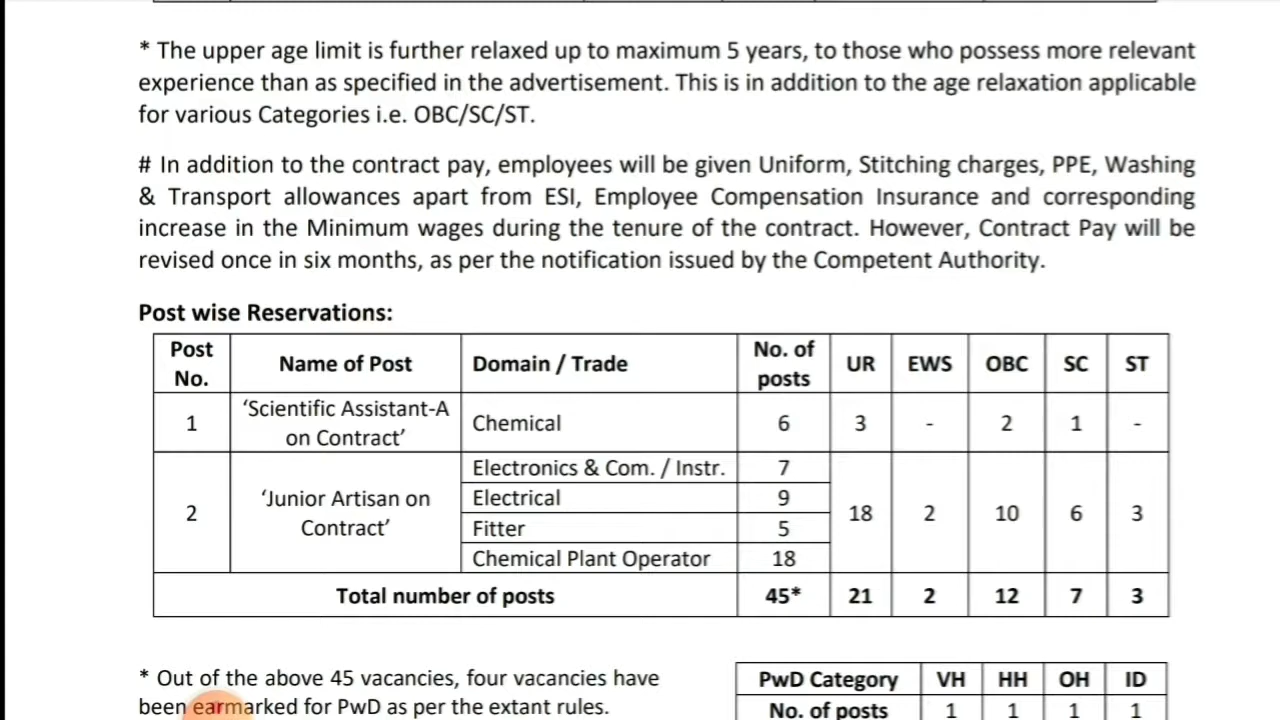 * The upper age limit is further relaxed up to maximum 5 years, to those who possess more relevant
experience than as specified in the advertisement. This is in addition to the age relaxation applicable
for various Categories i.e. OBC/SC/ST.
# In addition to the contract pay, employees will be given Uniform, Stitching charges, PPE, Washing
& Transport allowances apart from ESI, Employee Compensation Insurance and corresponding
increase in the Minimum wages during the tenure of the contract. However, Contract Pay will be
revised once in six months, as per the notification issued by the Competent Authority.
Post wise Reservations:
Post No. Name of Post Domain / Trade No. of posts UR EWS OBC SC ST
1 ‘Scientific Assistant-A on Contract’ Chemical 6 3 - 2 1 -
2 ‘Junior Artisan on Contract’ Electronics & Com. / Instr. 7 18 2 10 6 3
Electrical 9
Fitter 5
Chemical Plant Operator 18
Total number of posts 45* 21 2 12 7 3
* Out of the above 45 vacancies, four vacancies have
been earmarked for PwD as per the extant rules.
PwD Category VH HH OH ID
No. of posts 1 1 1 1